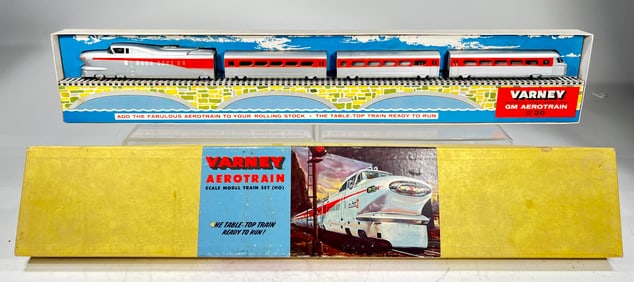 VARNEY
GM AEROTRAIN
ADD THE FABULOUS AEROTRAIN TO YOUR ROLLING STOCK • THE TABLE-TOP TRAIN READY TO RUN
VARNEY
AEROTRAIN
SCALE MODEL TRAIN SET (HO)
THE TABLE-TOP TRAIN
READY TO RUN!